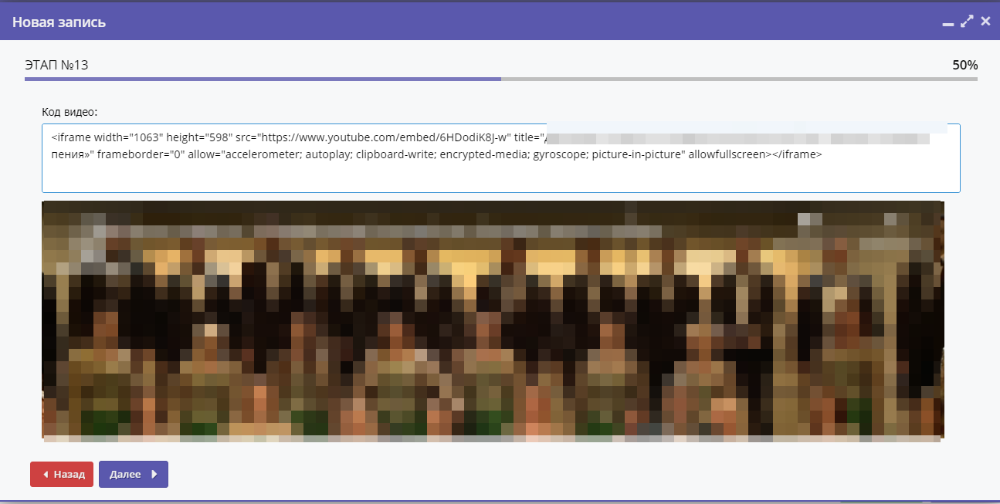 Новая запись
ЭТАП №13
50%
Код видео:
<iframe width="1063" height="598" src="https://www.youtube.com/embed/6HDodiK8J-w" title="
пения»" frameborder="0" allow="accelerometer; autoplay; clipboard-write; encrypted-media; gyroscope; picture-in-picture" allowfullscreen></iframe>
Назад
Далее